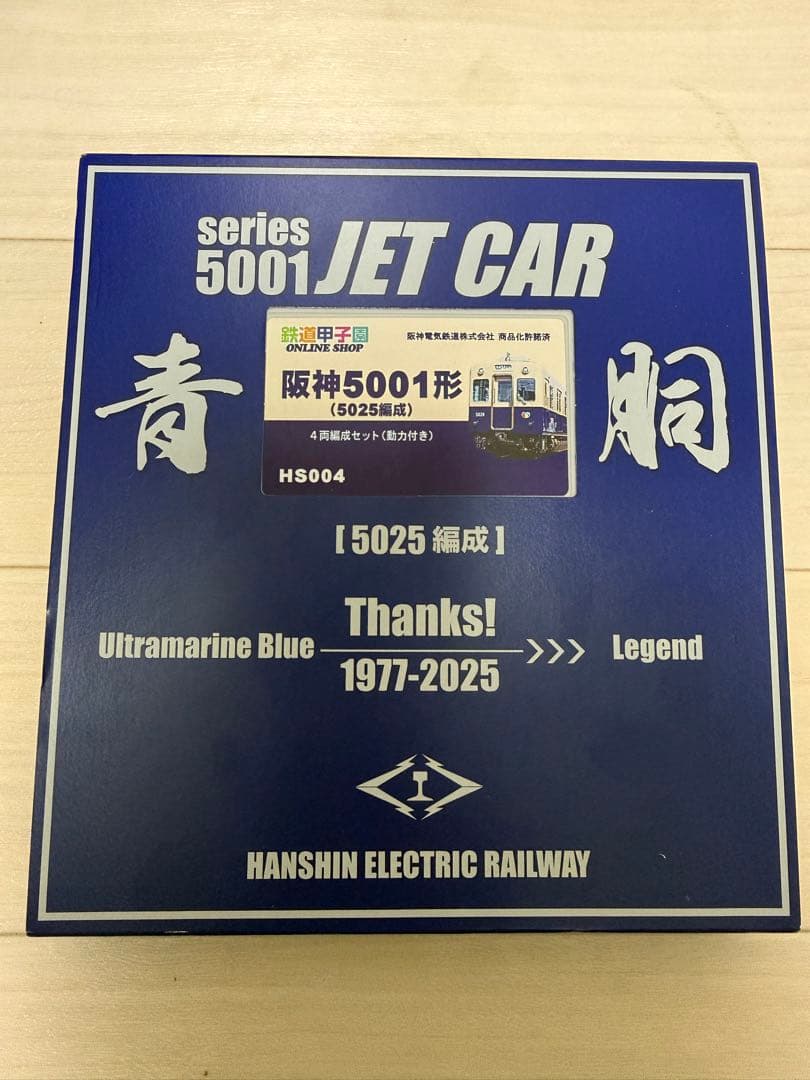 series
5001 JET CAR
青胴
鉄道甲子園
ONLINE SHOP
阪神電気鉄道株式会社 商品化許諾済
阪神5001形
(5025編成)
4両編成セット(動力付き)
HS004
[5025編成]
Thanks!
Ultramarine Blue
Legend
1977-2025
HANSHIN ELECTRIC RAILWAY